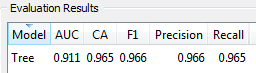 Evaluation Results
Model AUC CA F1 Precision Recall
Tree 0.911 0.965 0.966 0.966 0.965